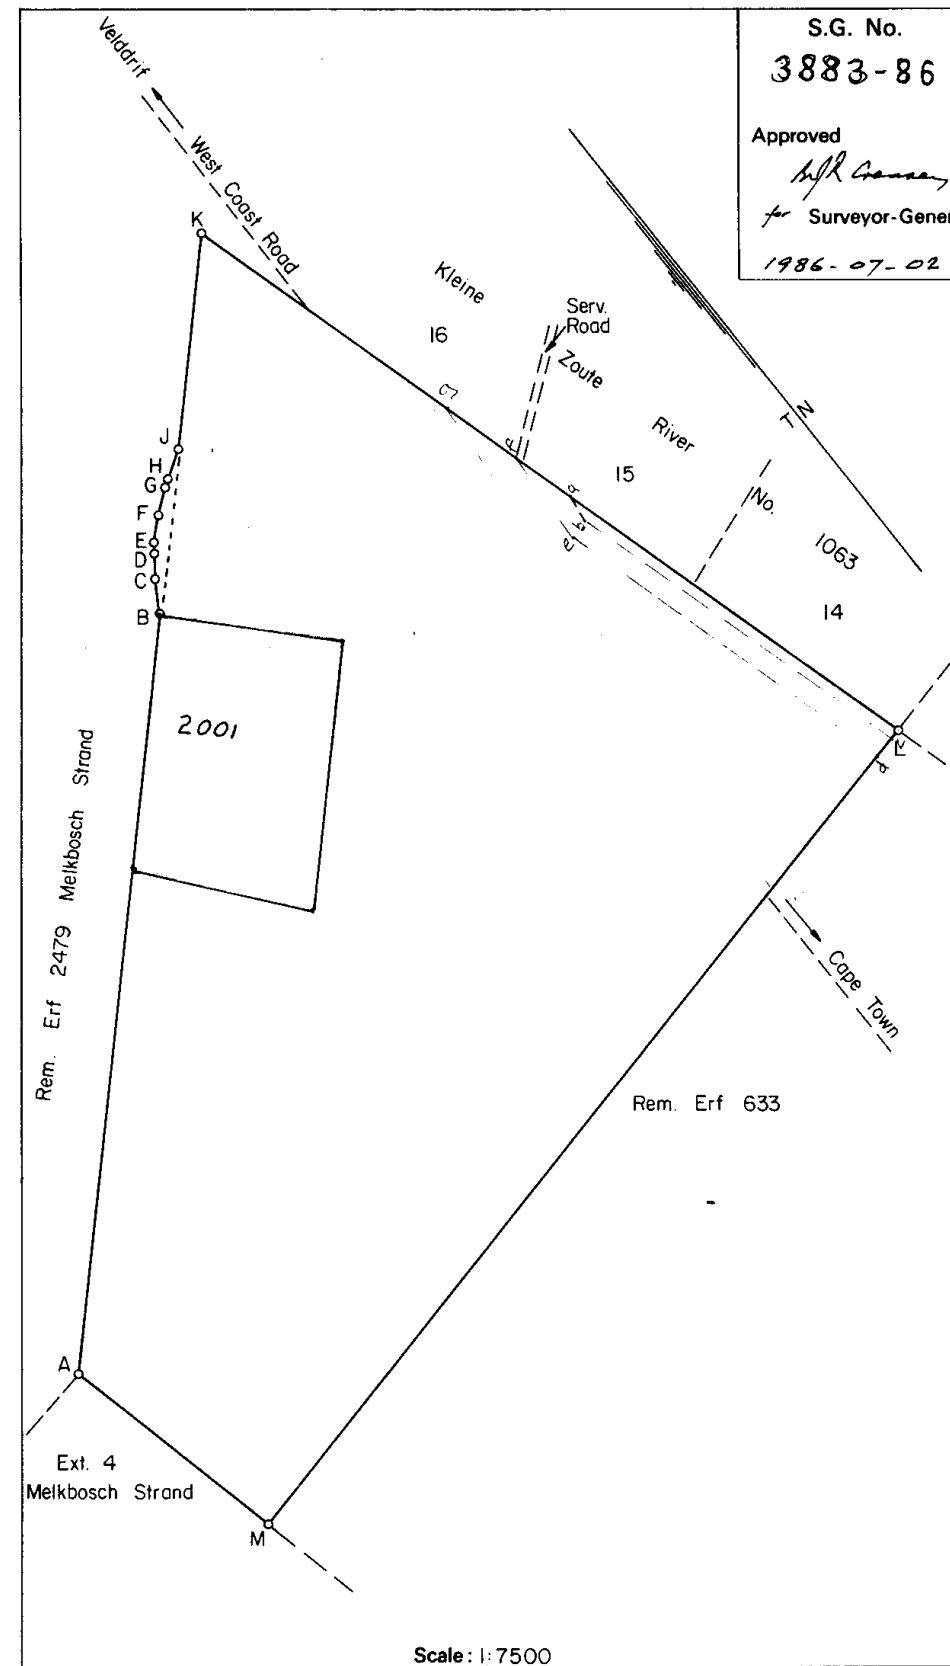 S.G. No.
3883-86
Approved
for Surveyor-Gener
1986-07-02
Velddrif
West Coast Road
K
Kleine
16
Serv.
Road
Zoute
15
River
No.
1063
14
T N
J
H
G
F
E
D
C
B
2001
L
Rem. Erf 2479 Melkbosch Strand
Cape Town
Rem. Erf 633
A
Ext. 4
Melkbosch Strand
M
Scale: 1:7500